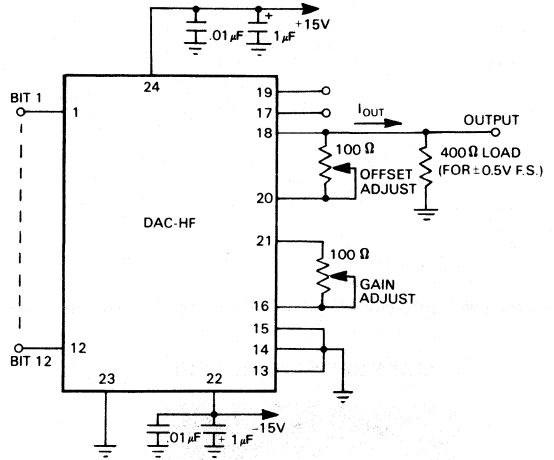 .01µF
+
1µF
+15V
24
BIT 1
1
19
17
18
IOUT
OUTPUT
100 Ω
OFFSET
ADJUST
400Ω LOAD
(FOR ± 0.5V F.S.)
20
DAC-HF
21
100 Ω
GAIN
ADJUST
16
15
14
13
12
BIT 12
23
22
-15V
.01µF
+
1µF